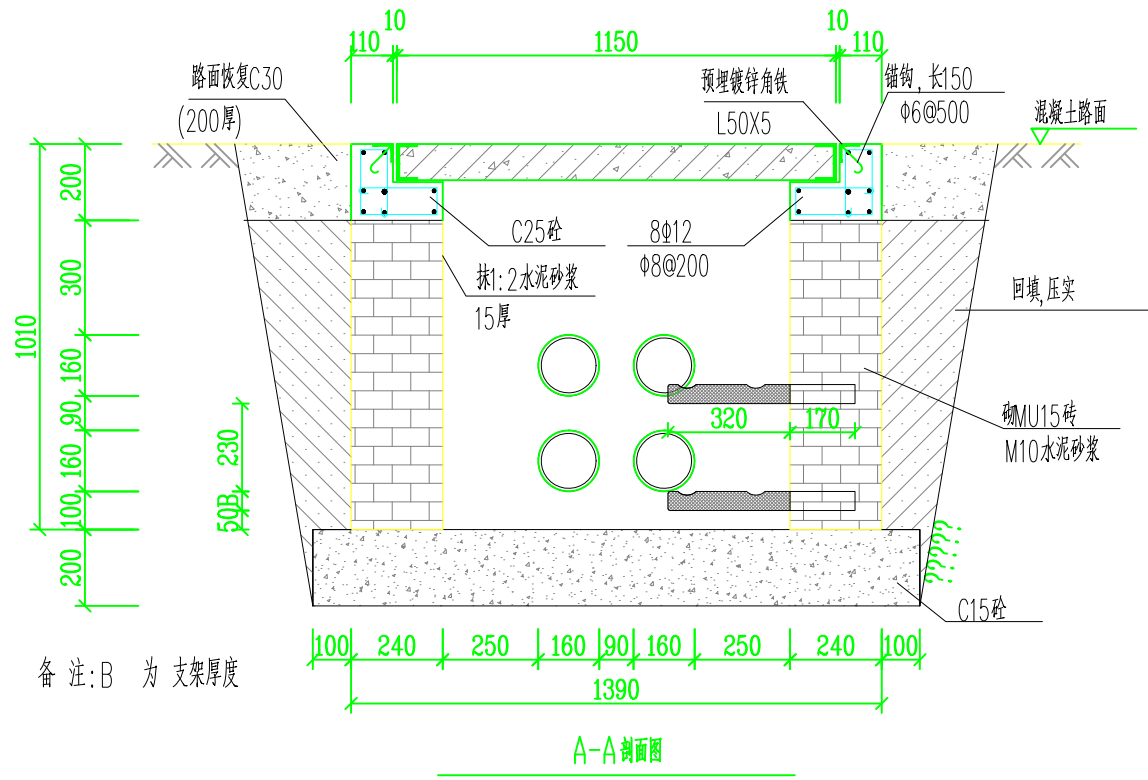 10
10
110
1150
110
路面恢复C30
(200厚)
预埋镀锌角铁
L50X5
锚钩,长150
Φ6@500
混凝土路面
200
C25砼
8Φ12
Φ8@200
抹1:2水泥砂浆
15厚
300
回填,压实
1010
160
90
320
170
砌MU15砖
M10水泥砂浆
230
160
100
50B
200
C15砼
100
240
250
160
90
160
250
240
100
1390
备 注:B 为 支架厚度
A-A剖面图